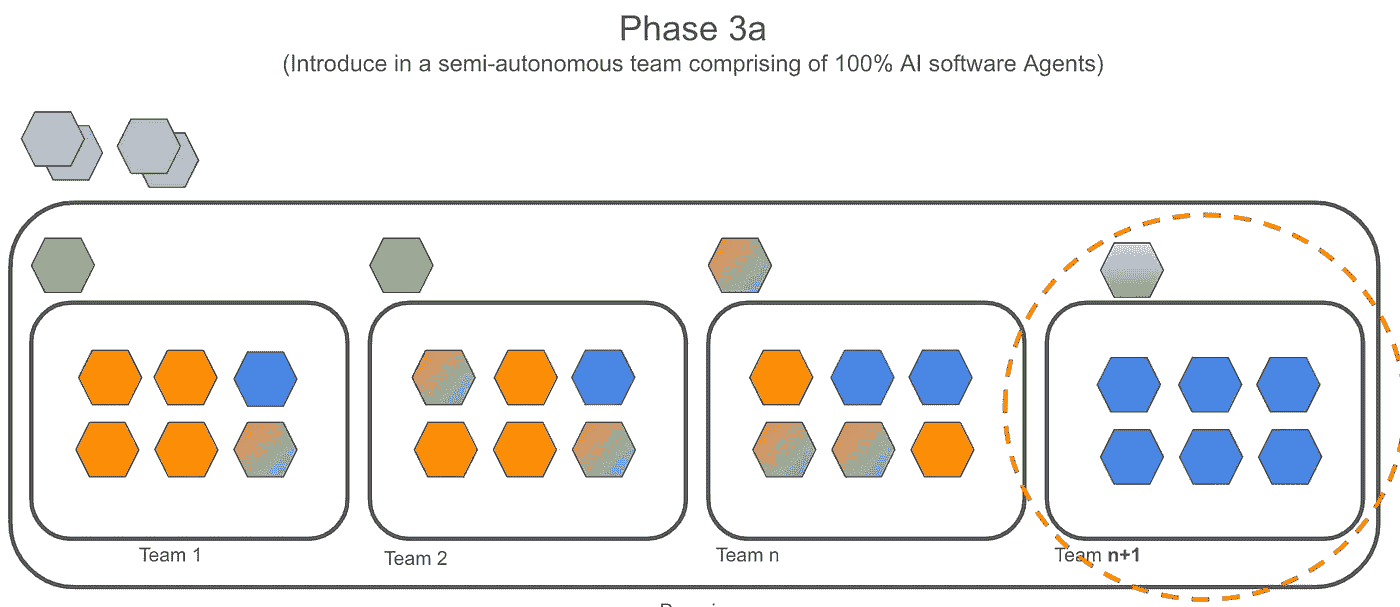 Phase 3a
(Introduce in a semi-autonomous team comprising of 100% AI software Agents)
Team 1
Team 2
Team n
Team n+1